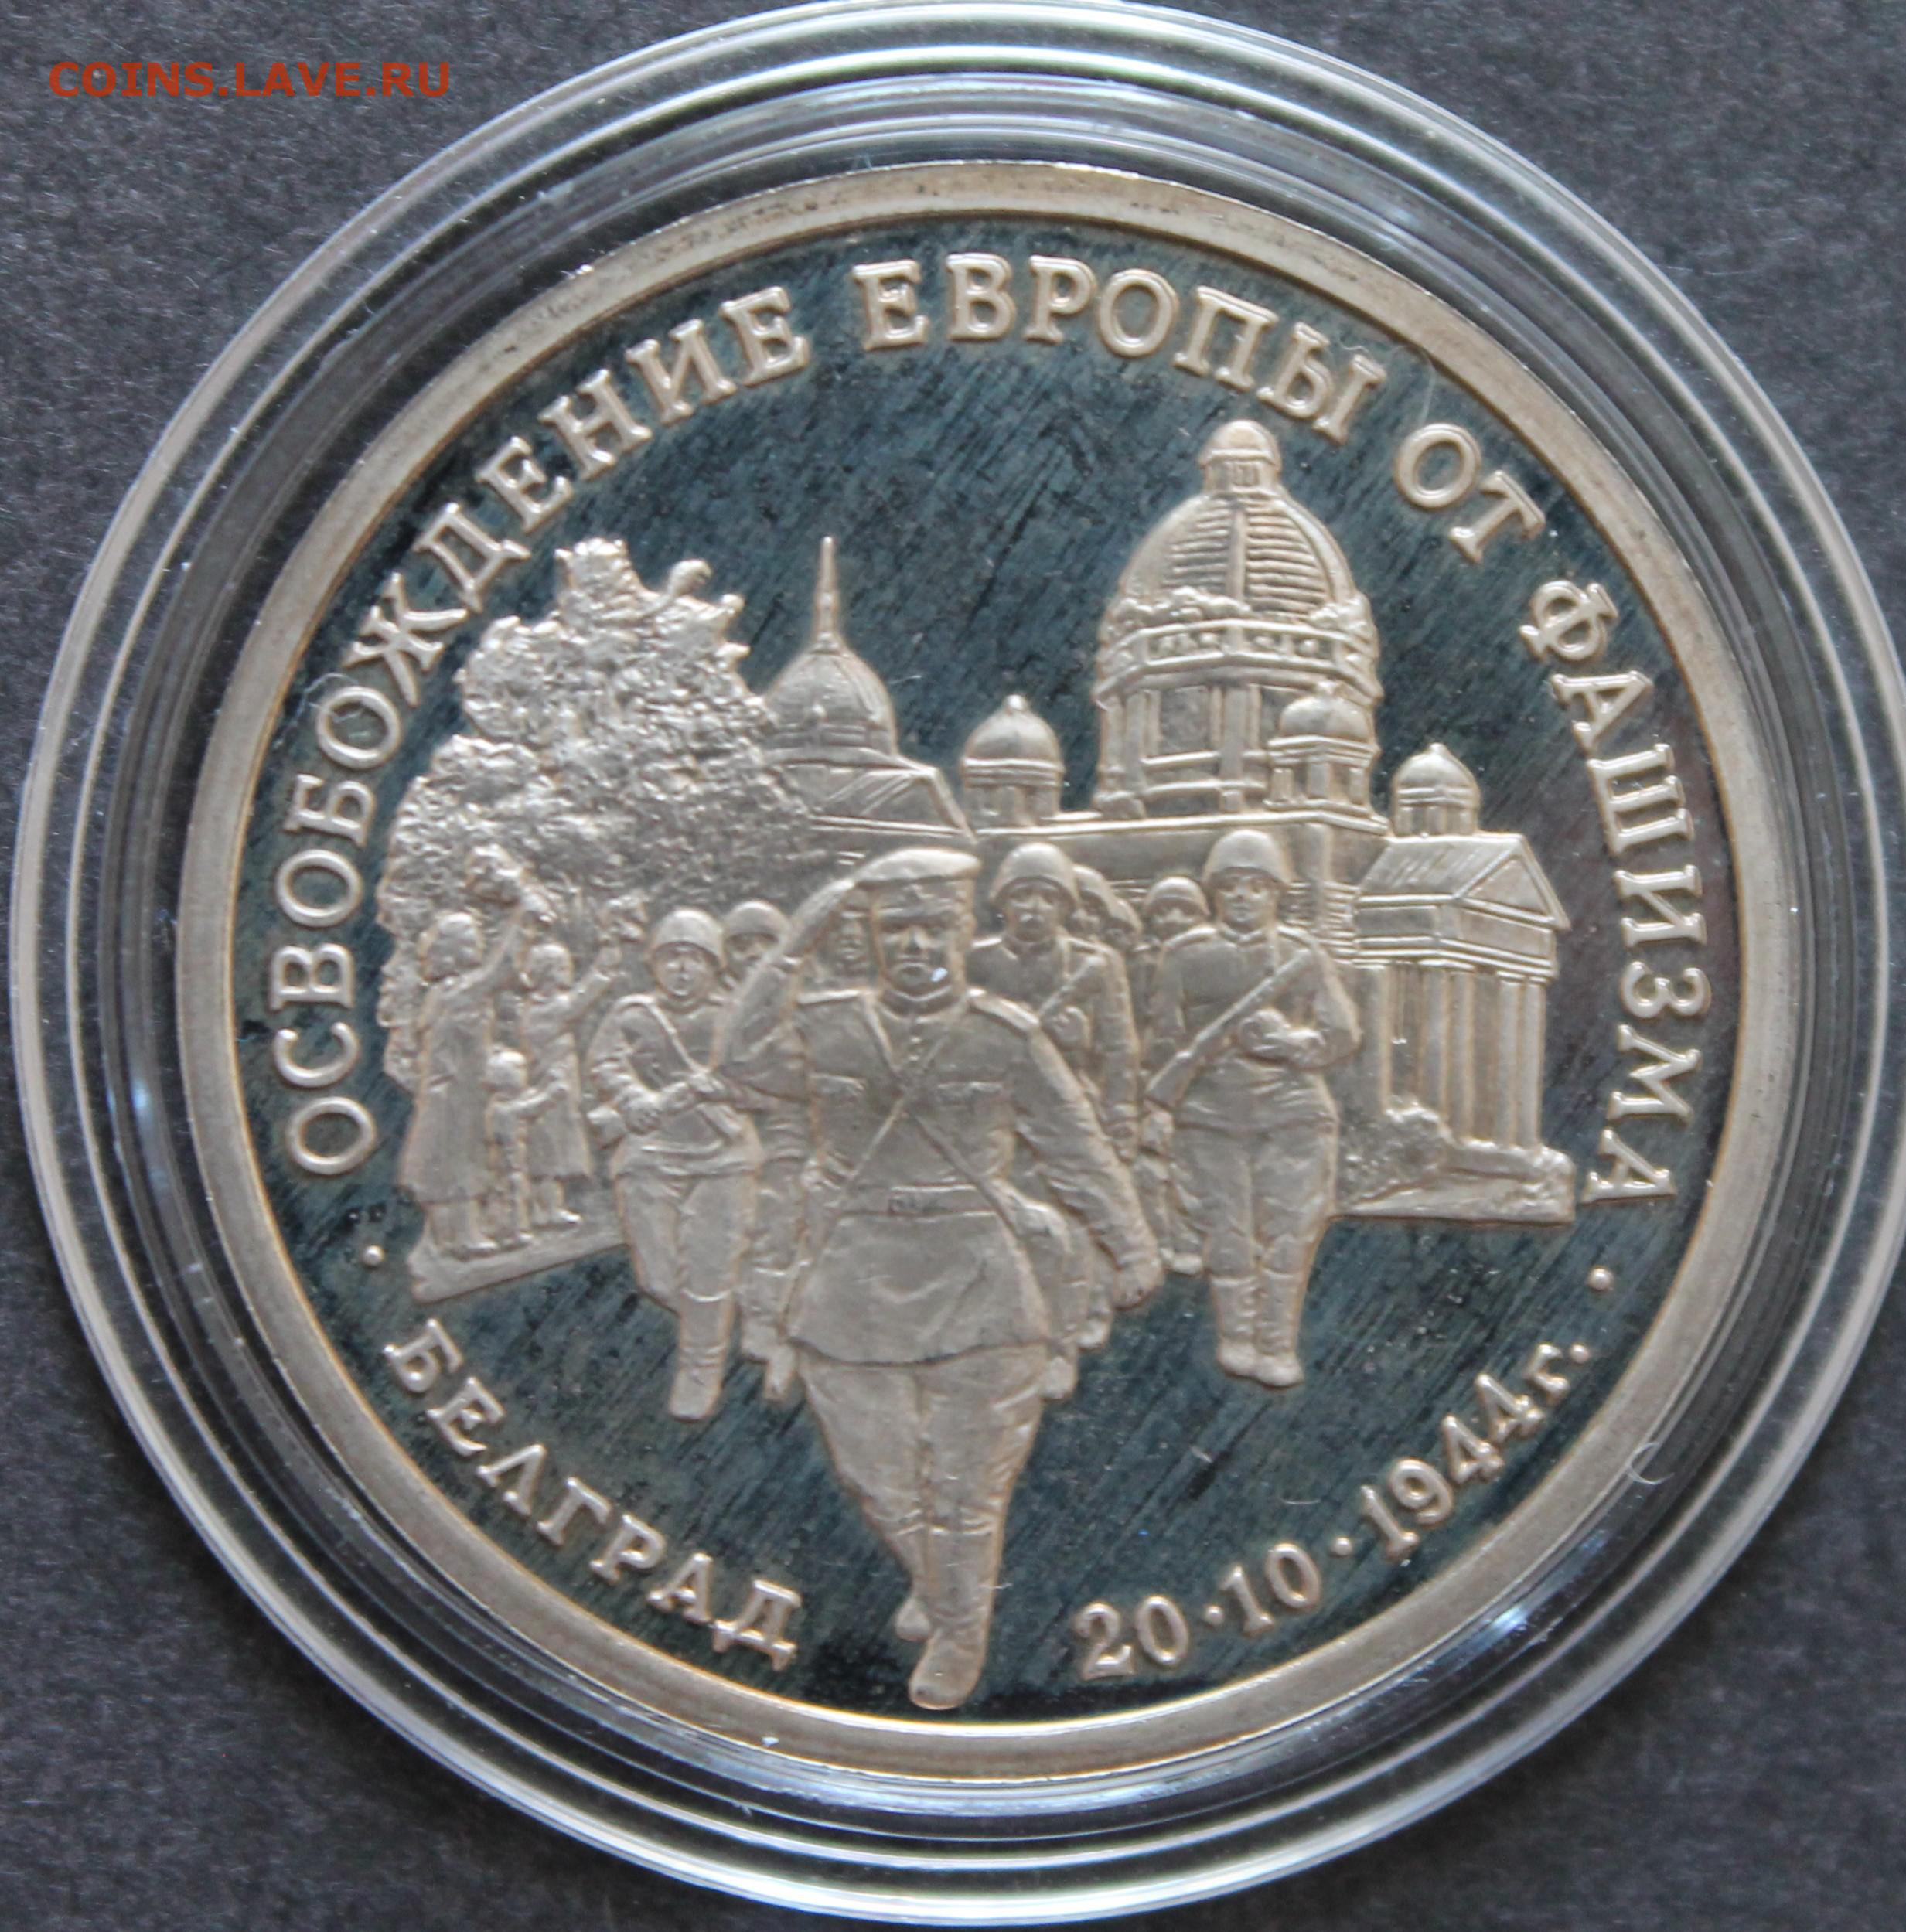 COINS.LAVE.RU
ОСВОБОЖДЕНИЕ ЕВРОПЫ ОТ ФАШИЗМА
· БЕЛГРАД 20·10·1944г. ·